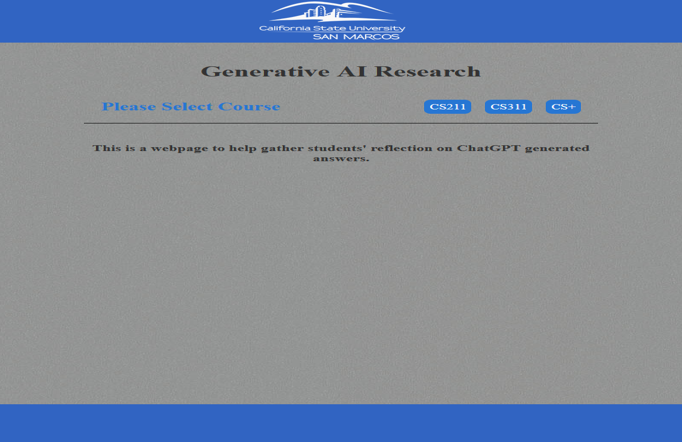 California State University
SAN MARCOS
Generative AI Research
Please Select Course
CS211
CS311
CS+
This is a webpage to help gather students' reflection on ChatGPT generated
answers.